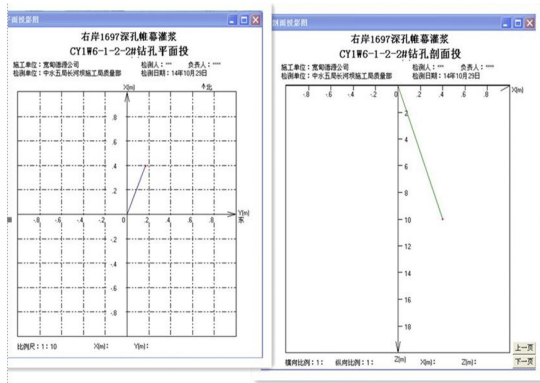 面投影图
右岸1697深孔帷幕灌浆
CY1W6-1-2-2#钻孔平面投
施工单位：宽甸德源公司 检测人：*** 负责人：****
检测单位：中水五局长河坝施工局质量部 检测日期：14年10月29日
X[m] 北
.8
.6
.4
.2
-.8 -.6 -.4 -.2 0 .2 .4 .6 .8 Y[m]
东
-.2
-.4
-.6
-.8
比例尺：1：10 X[m]： Y[m]：
剖面投影图
右岸1697深孔帷幕灌浆
CY1W6-1-2-2#钻孔剖面投
施工单位：宽甸德源公司 检测人：*** 负责人：****
检测单位：中水五局长河坝施工局质量部 检测日期：14年10月29日
-.8 -.6 -.4 -.2 0 .2 .4 .6 .8 X[m]
2
4
6
8
10
12
14
16
18
Z[m]
横向比例：1： 纵向比例：1： X[m]： Z[m]：
上一页
下一页